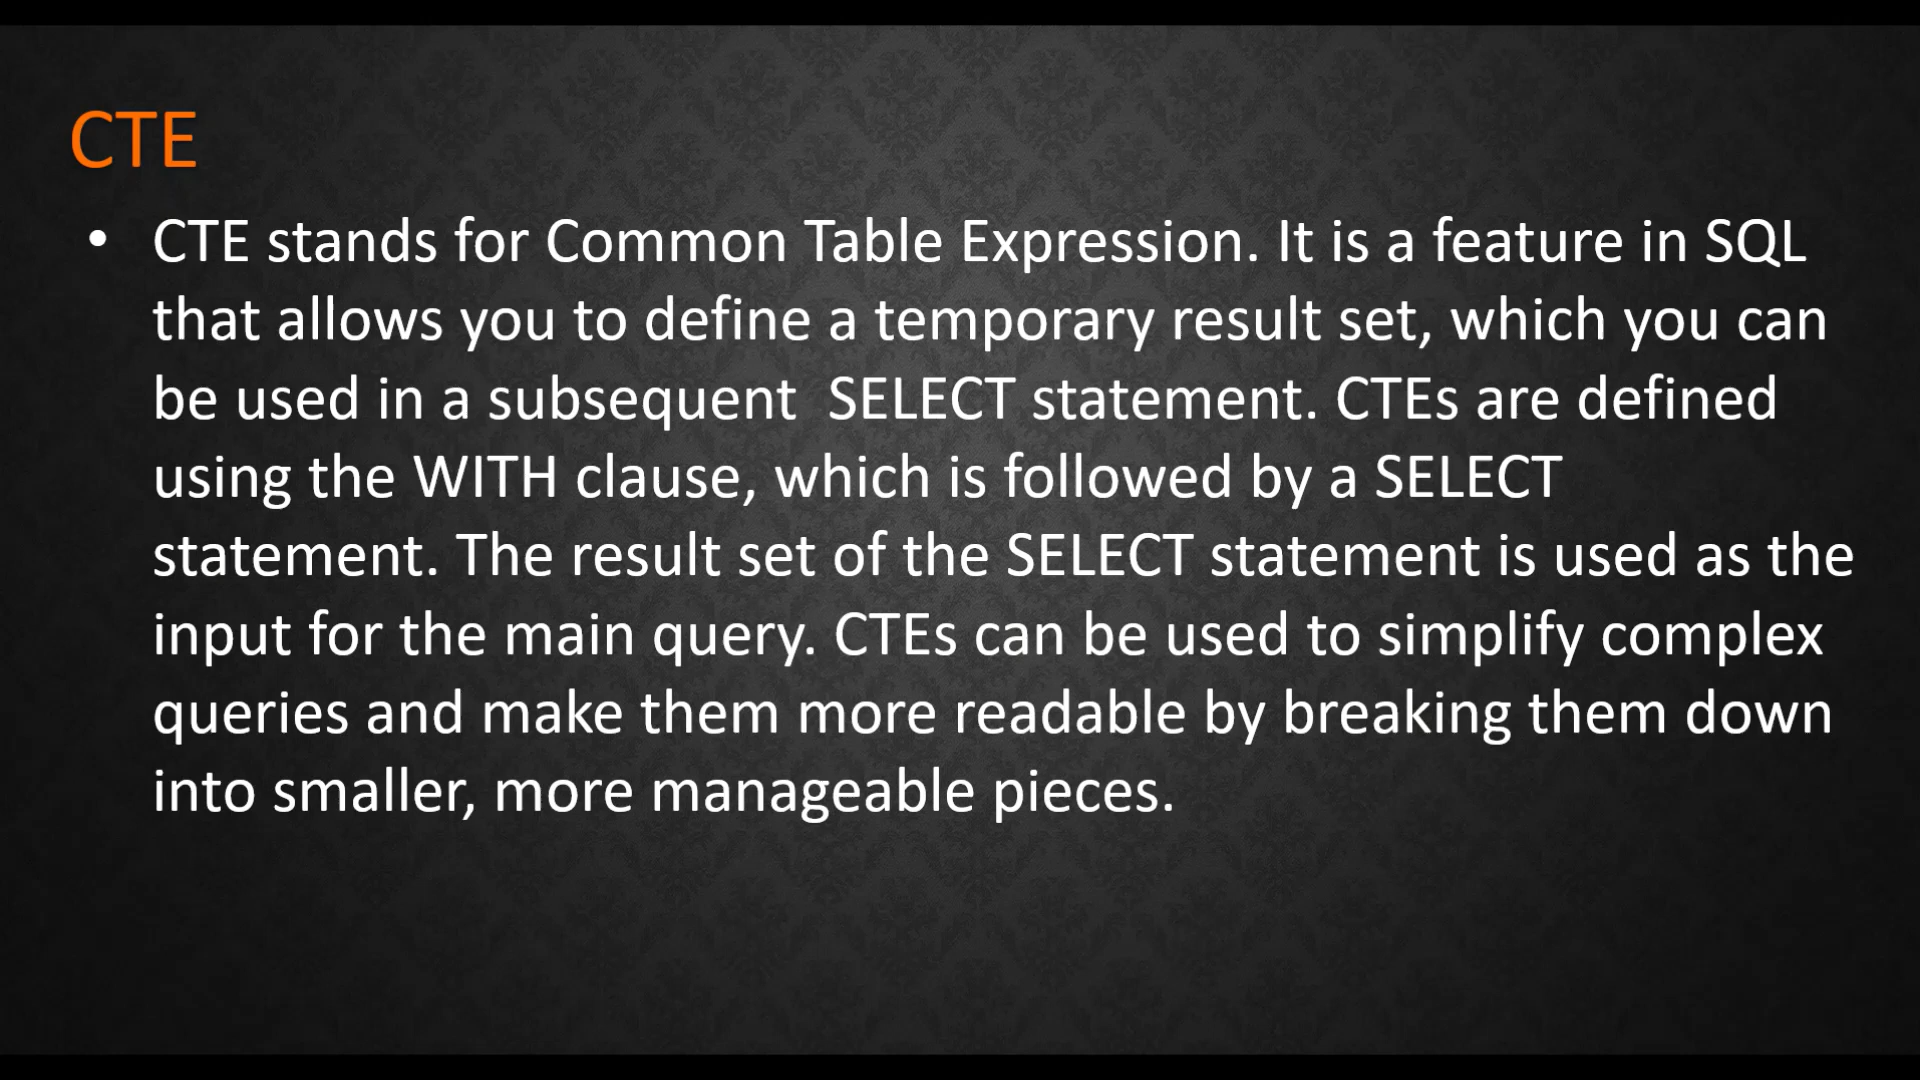 CTE
• CTE stands for Common Table Expression. It is a feature in SQL
that allows you to define a temporary result set, which you can
be used in a subsequent  SELECT statement. CTEs are defined
using the WITH clause, which is followed by a SELECT
statement. The result set of the SELECT statement is used as the
input for the main query. CTEs can be used to simplify complex
queries and make them more readable by breaking them down
into smaller, more manageable pieces.